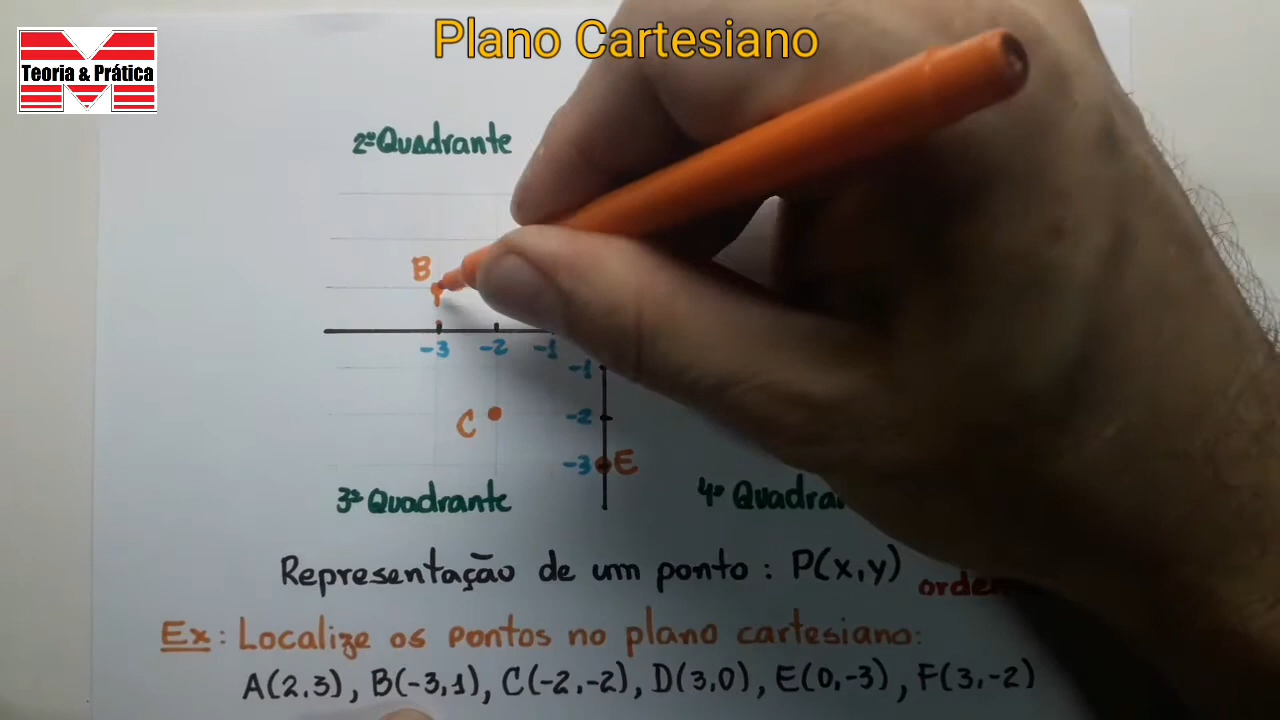 Plano Cartesiano
Teoria & Prática
2º Quadrante
B
-3 -2 -1
-1
C -2
-3 E
3º Quadrante 4º
Representação de um ponto: P(x,y)
Ex: Localize os pontos no plano cartesiano:
A(2,3), B(-3,1), C(-2,-2), D(3,0), E(0,-3), F(3,-2)